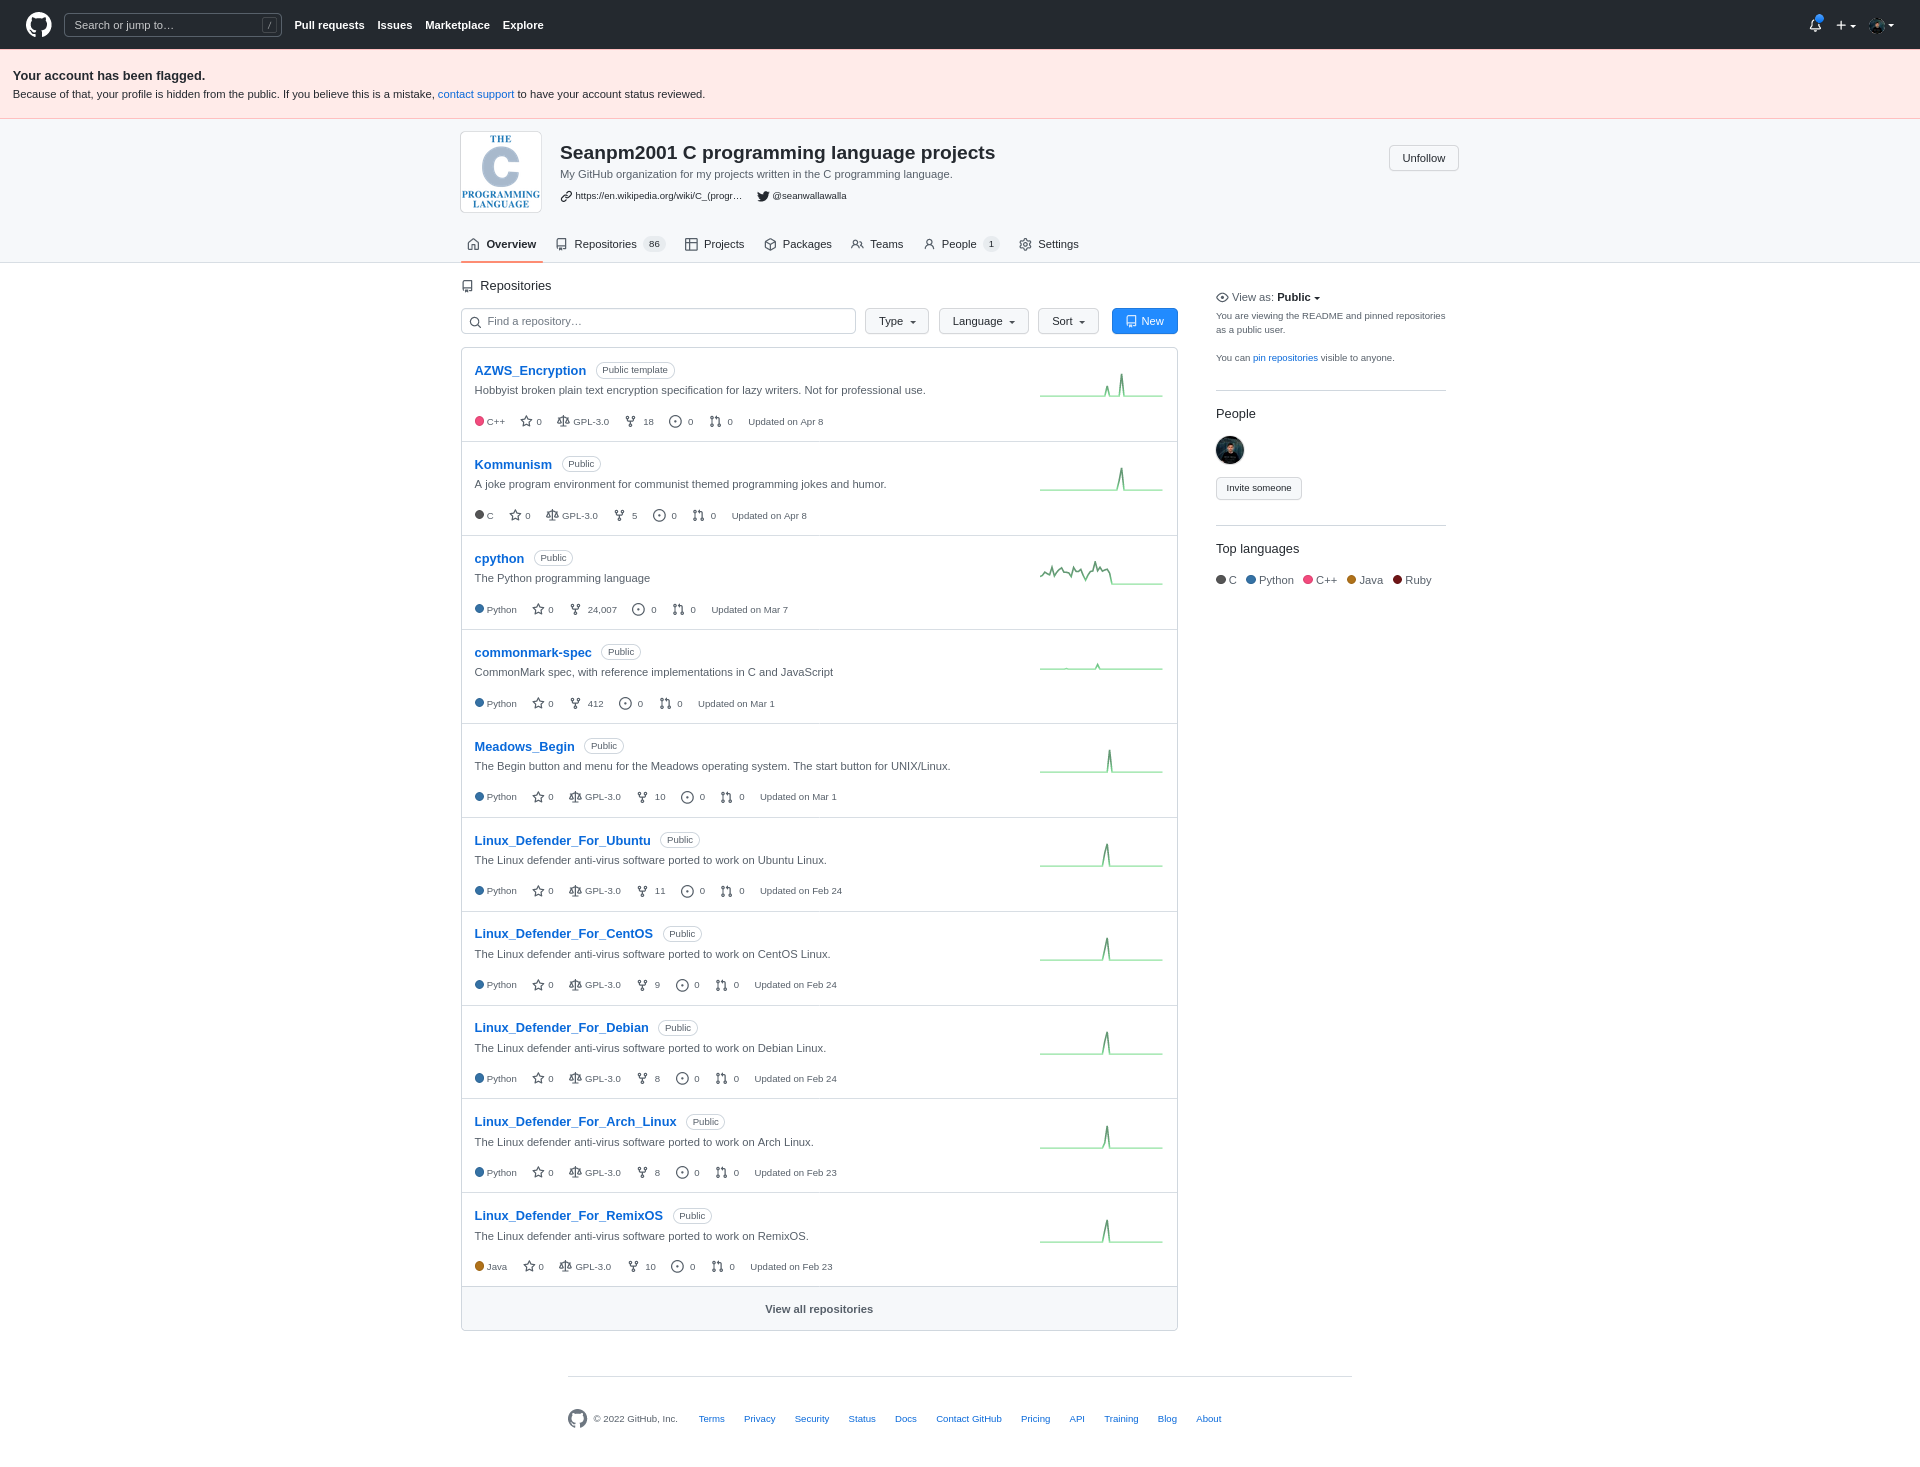 Search or jump to…
/
Pull requests Issues Marketplace Explore
Your account has been flagged.
Because of that, your profile is hidden from the public. If you believe this is a mistake, contact support to have your account status reviewed.
THE
C
PROGRAMMING
LANGUAGE
Seanpm2001 C programming language projects
My GitHub organization for my projects written in the C programming language.
https://en.wikipedia.org/wiki/C_(progr… @seanwallawalla
Unfollow
Overview Repositories 86 Projects Packages Teams People 1 Settings
Repositories
Find a repository… Type Language Sort New
AZWS_Encryption Public template
Hobbyist broken plain text encryption specification for lazy writers. Not for professional use.
C++ 0 GPL-3.0 18 0 0 Updated on Apr 8
Kommunism Public
A joke program environment for communist themed programming jokes and humor.
C 0 GPL-3.0 5 0 0 Updated on Apr 8
cpython Public
The Python programming language
Python 0 24,007 0 0 Updated on Mar 7
commonmark-spec Public
CommonMark spec, with reference implementations in C and JavaScript
Python 0 412 0 0 Updated on Mar 1
Meadows_Begin Public
The Begin button and menu for the Meadows operating system. The start button for UNIX/Linux.
Python 0 GPL-3.0 10 0 0 Updated on Mar 1
Linux_Defender_For_Ubuntu Public
The Linux defender anti-virus software ported to work on Ubuntu Linux.
Python 0 GPL-3.0 11 0 0 Updated on Feb 24
Linux_Defender_For_CentOS Public
The Linux defender anti-virus software ported to work on CentOS Linux.
Python 0 GPL-3.0 9 0 0 Updated on Feb 24
Linux_Defender_For_Debian Public
The Linux defender anti-virus software ported to work on Debian Linux.
Python 0 GPL-3.0 8 0 0 Updated on Feb 24
Linux_Defender_For_Arch_Linux Public
The Linux defender anti-virus software ported to work on Arch Linux.
Python 0 GPL-3.0 8 0 0 Updated on Feb 23
Linux_Defender_For_RemixOS Public
The Linux defender anti-virus software ported to work on RemixOS.
Java 0 GPL-3.0 10 0 0 Updated on Feb 23
View all repositories
View as: Public
You are viewing the README and pinned repositories
as a public user.
You can pin repositories visible to anyone.
People
Invite someone
Top languages
C Python C++ Java Ruby
© 2022 GitHub, Inc. Terms Privacy Security Status Docs Contact GitHub Pricing API Training Blog About